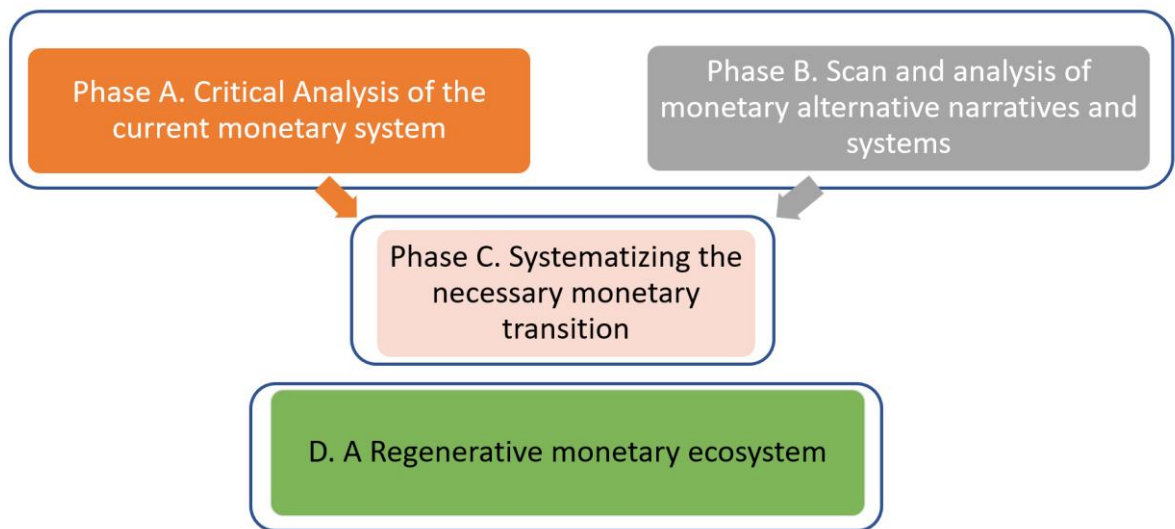 Phase A. Critical Analysis of the
current monetary system
Phase B. Scan and analysis of
monetary alternative narratives and
systems
Phase C. Systematizing the
necessary monetary
transition
D. A Regenerative monetary ecosystem